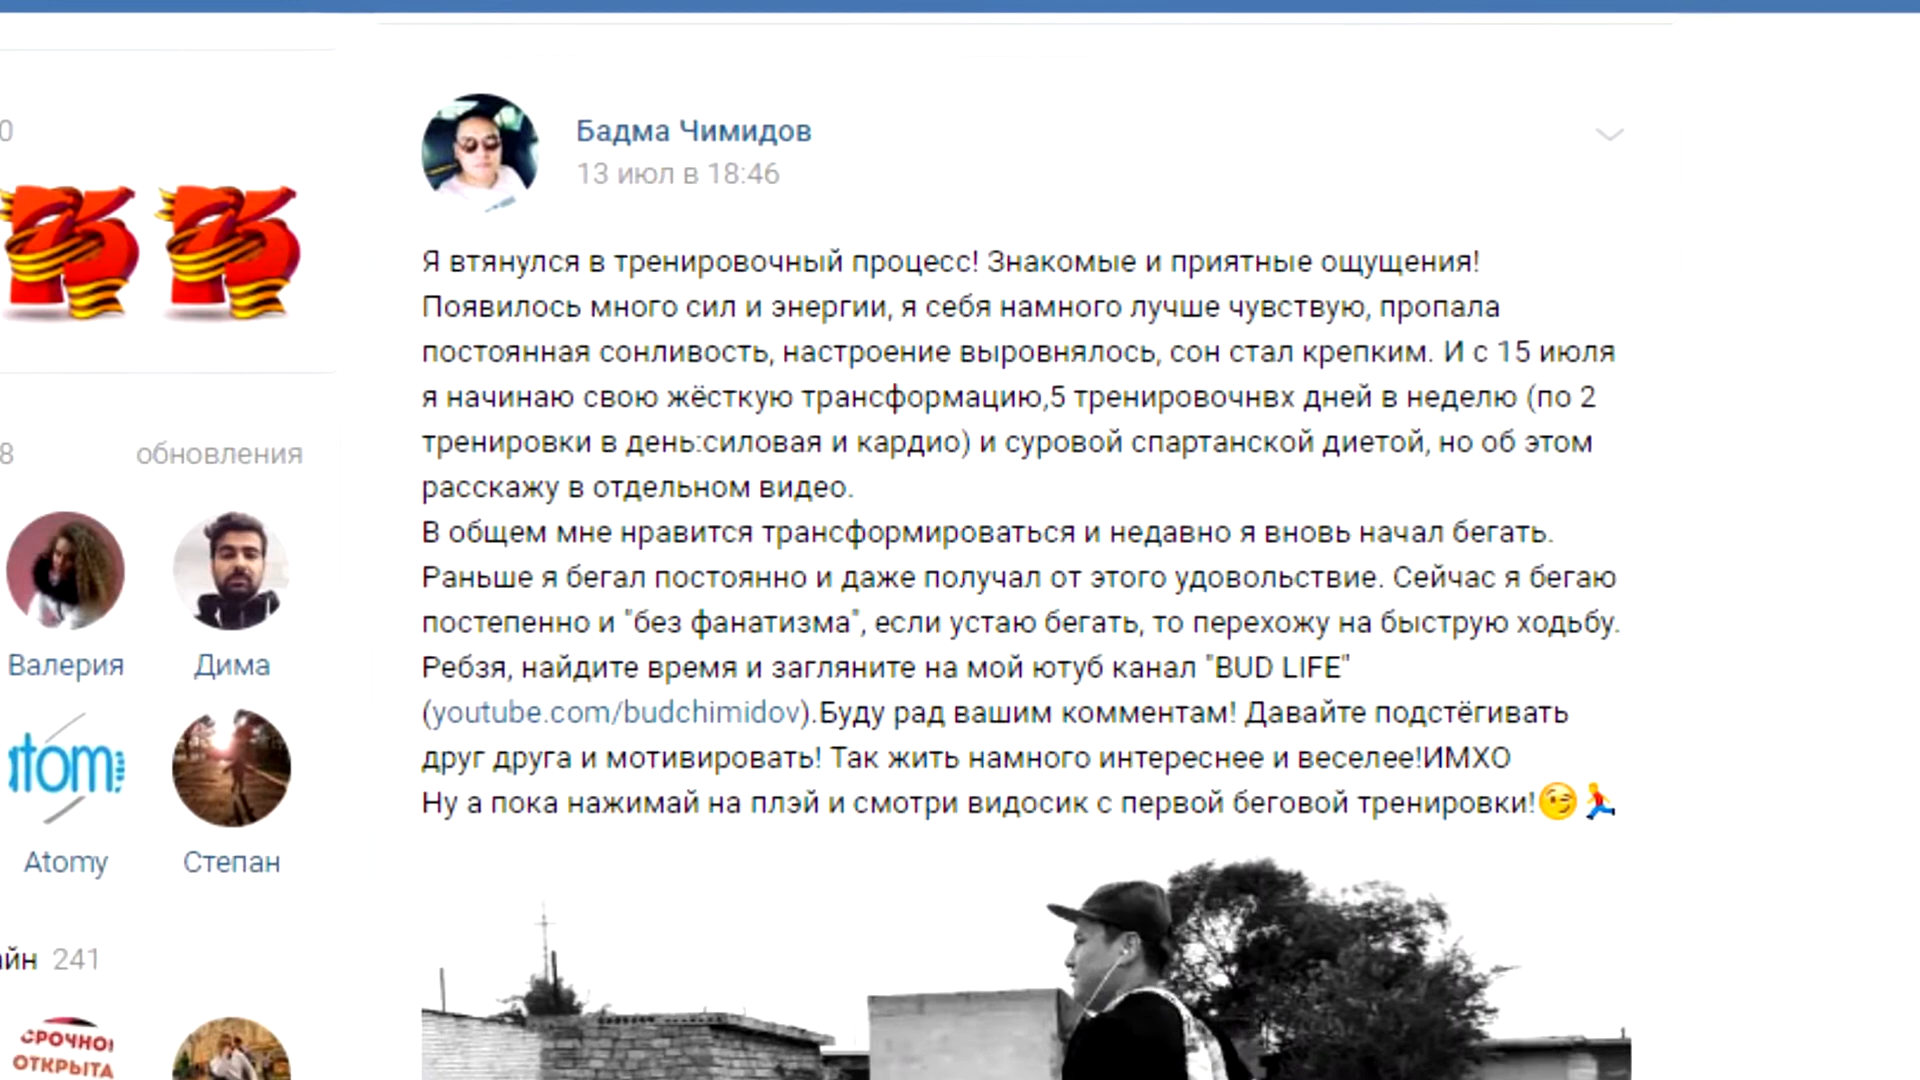 0
75 75
8 обновления
Валерия Дима
Atomy Степан
241
СРОЧНО!
ОТКРЫТА
Бадма Чимидов
13 июл в 18:46
Я втянулся в тренировочный процесс! Знакомые и приятные ощущения!
Появилось много сил и энергии, я себя намного лучше чувствую, пропала
постоянная сонливость, настроение выровнялось, сон стал крепким. И с 15 июля
я начинаю свою жёсткую трансформацию,5 тренировочнвх дней в неделю (по 2
тренировки в день:силовая и кардио) и суровой спартанской диетой, но об этом
расскажу в отдельном видео.
В общем мне нравится трансформироваться и недавно я вновь начал бегать.
Раньше я бегал постоянно и даже получал от этого удовольствие. Сейчас я бегаю
постепенно и "без фанатизма", если устаю бегать, то перехожу на быструю ходьбу.
Ребзя, найдите время и загляните на мой ютуб канал "BUD LIFE"
(youtube.com/budchimidov).Буду рад вашим комментам! Давайте подстёгивать
друг друга и мотивировать! Так жить намного интереснее и веселее!ИМХО
Ну а пока нажимай на плэй и смотри видосик с первой беговой тренировки!😉🏃